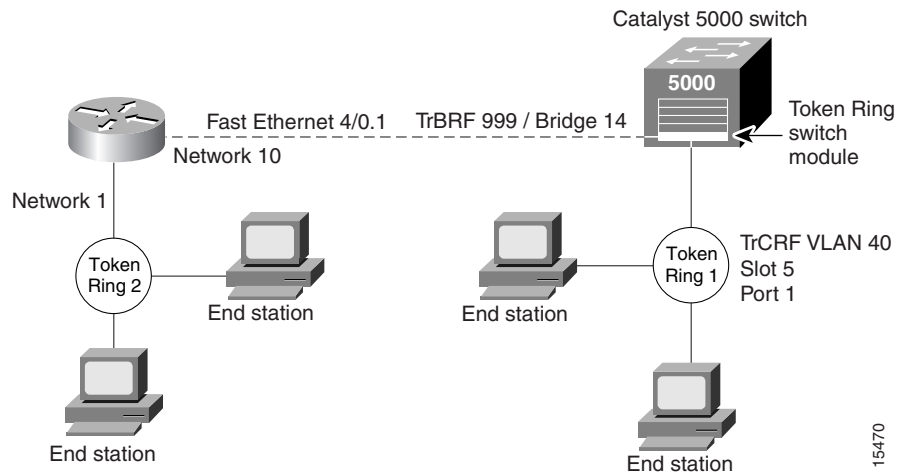 Catalyst 5000 switch
5000
Fast Ethernet 4/0.1
TrBRF 999 / Bridge 14
Token Ring
switch
module
Network 10
Network 1
Token
Ring 2
End station
End station
End station
Token
Ring 1
TrCRF VLAN 40
Slot 5
Port 1
End station
15470